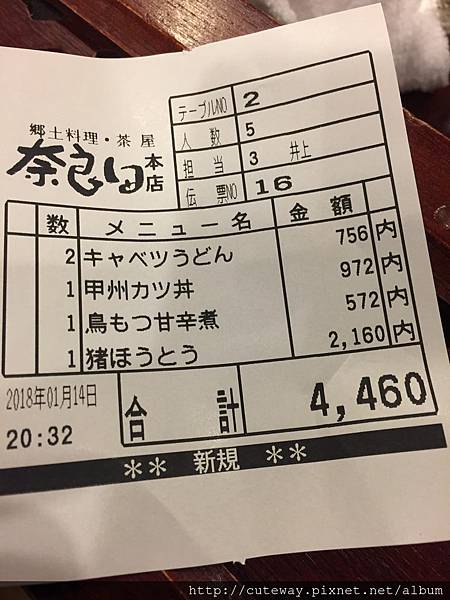 郷土料理・茶屋
奈良田本店
テーブルNO 2
人数 5
担当 3 井上
伝票NO 16
数 メニュー名 金額
2 キャベツうどん 756 内
1 甲州カツ丼 972 内
1 鳥もつ甘辛煮 572 内
1 猪ほうとう 2,160 内
2018年01月14日
20:32
合計 4,460
** 新規 **
http://cuteway.pixnet.net/album